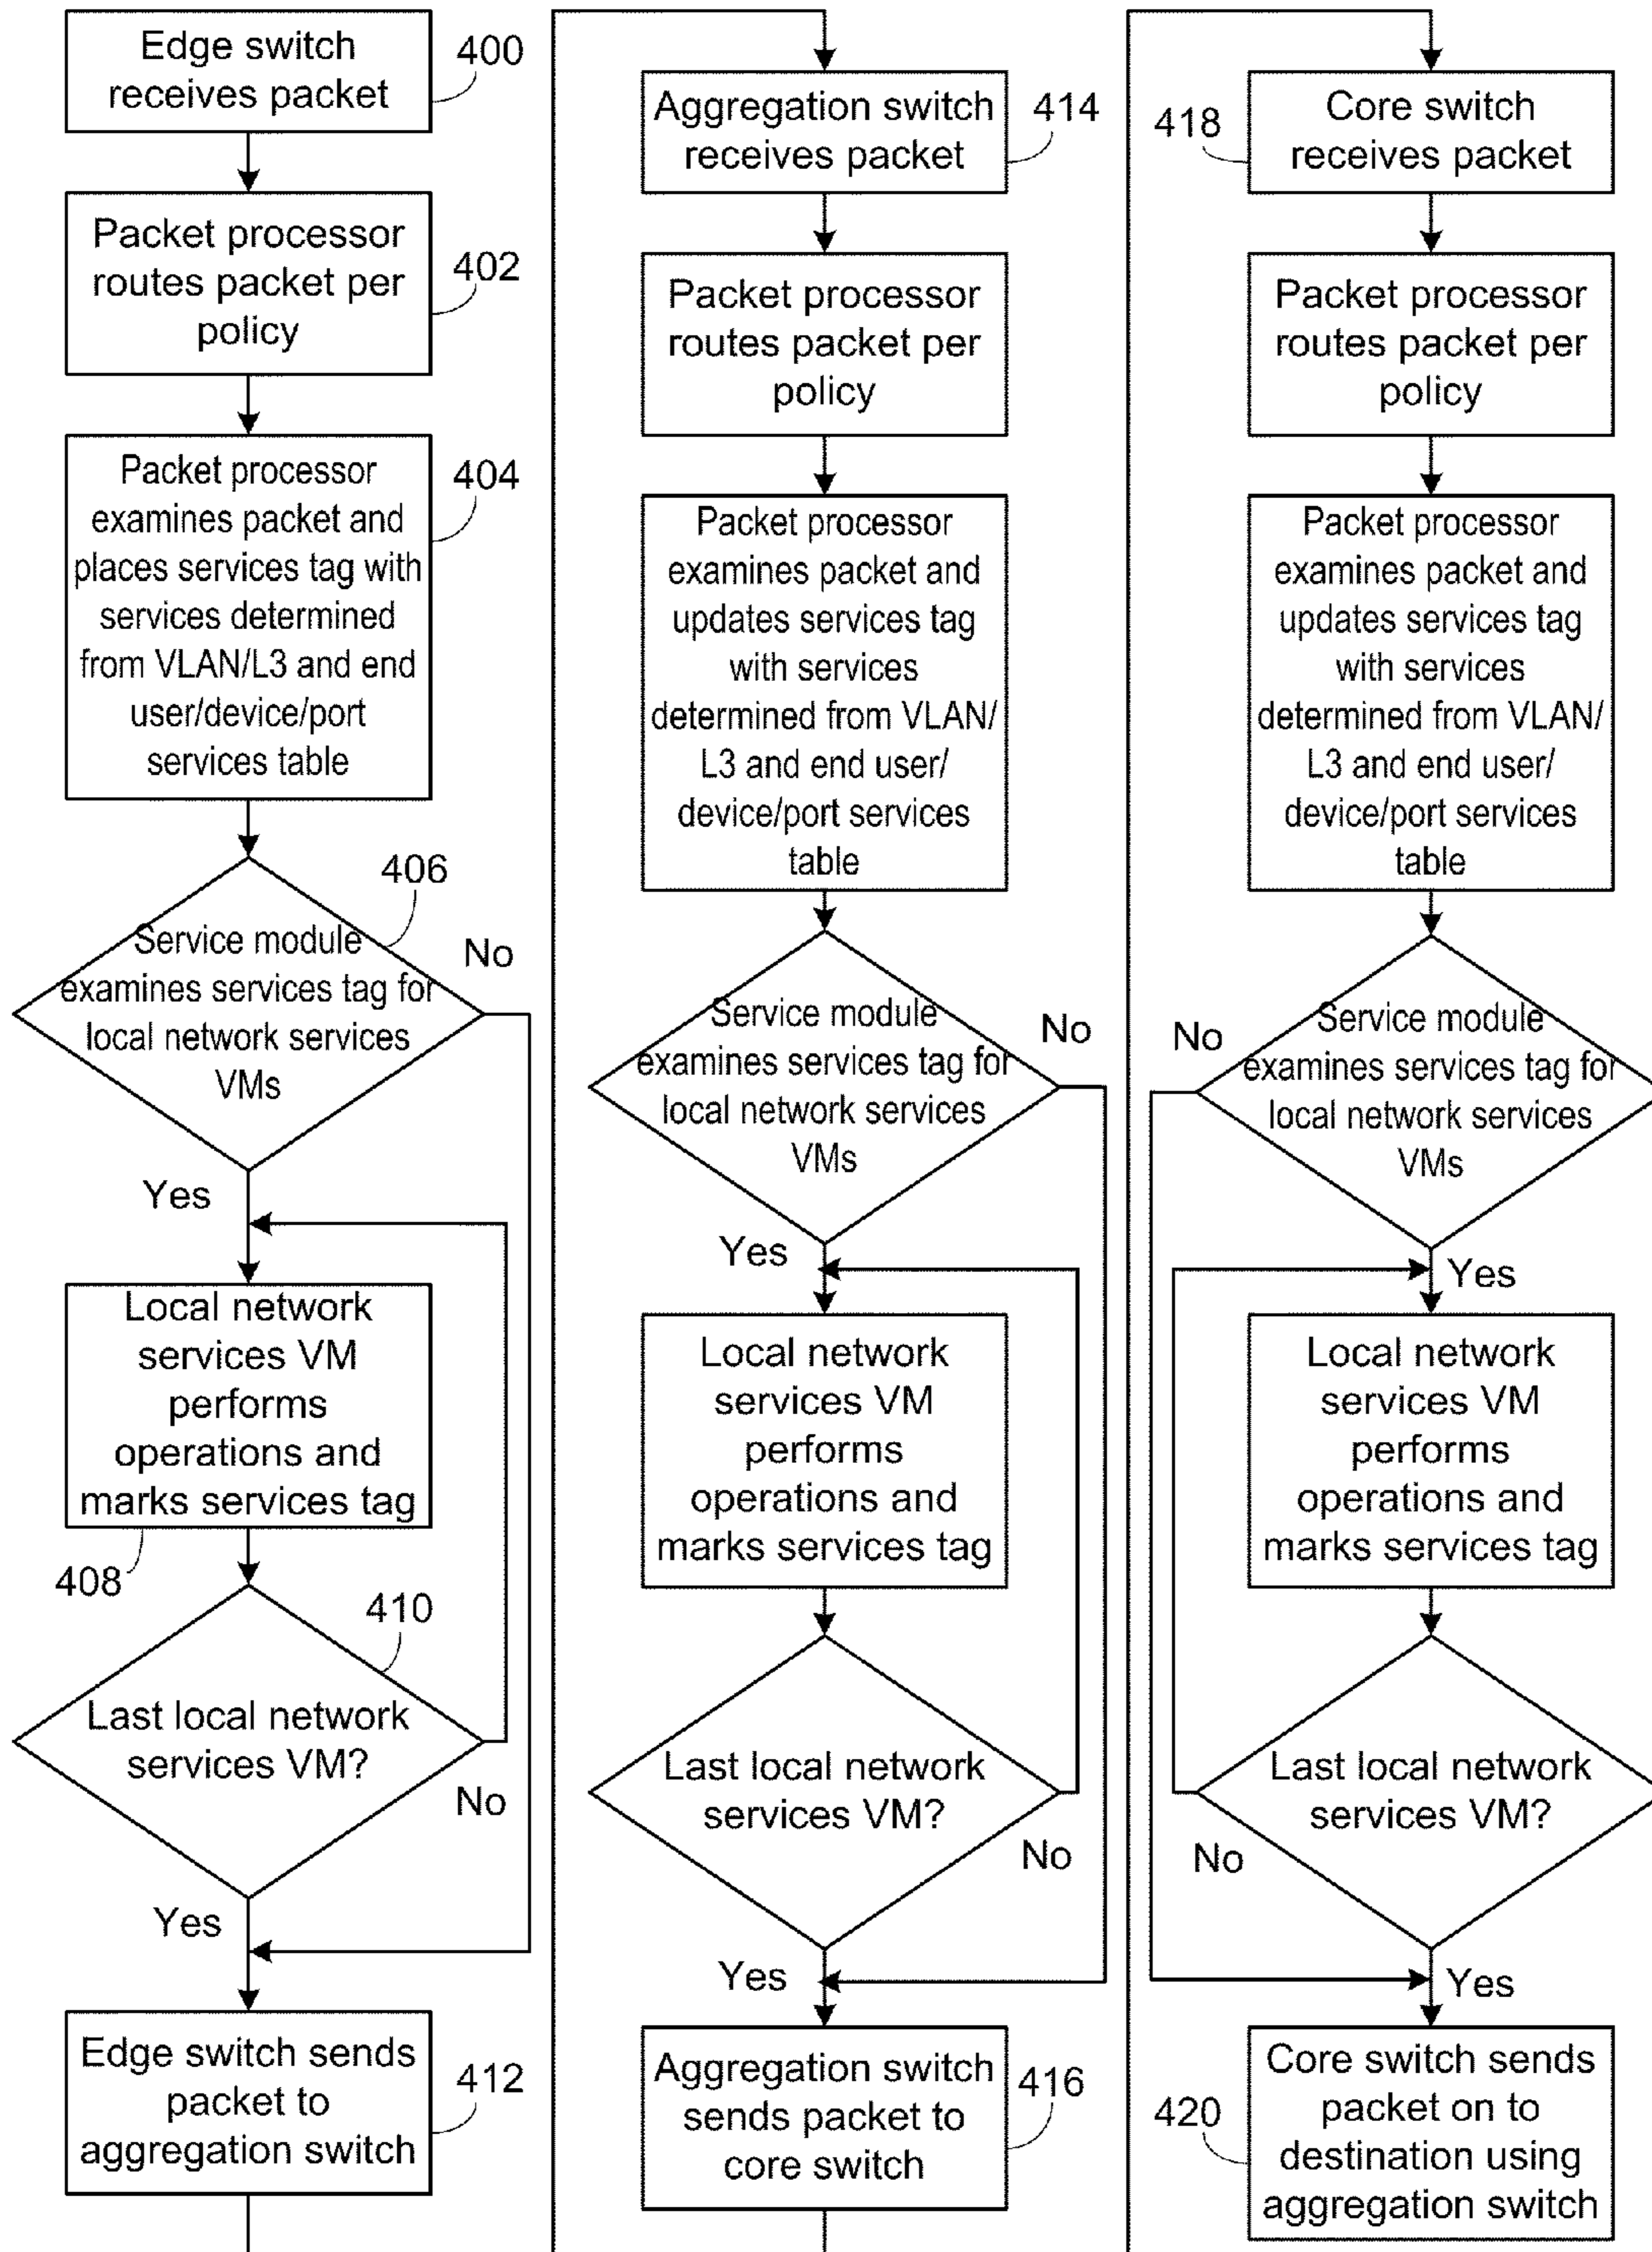 Edge switch
receives packet
400
Packet processor
routes packet per
policy
402
Packet processor
examines packet and
places services tag with
services determined
from VLAN/L3 and end
user/device/port
services table
404
406
Service module
examines services tag for
local network services
VMs
No
Yes
Local network
services VM
performs
operations and
marks services tag
408
410
Last local network
services VM?
No
Yes
Edge switch sends
packet to
aggregation switch
412
Aggregation switch
receives packet
414
Packet processor
routes packet per
policy
Packet processor
examines packet and
updates services tag
with services
determined from VLAN/
L3 and end user/
device/port services
table
Service module
examines services tag for
local network services
VMs
No
Yes
Local network
services VM
performs
operations and
marks services tag
Last local network
services VM?
No
Yes
Aggregation switch
sends packet to
core switch
416
418
Core switch
receives packet
Packet processor
routes packet per
policy
Packet processor
examines packet and
updates services tag
with services
determined from VLAN/
L3 and end user/
device/port services
table
No
Service module
examines services tag for
local network services
VMs
Yes
Local network
services VM
performs
operations and
marks services tag
Last local network
services VM?
No
Yes
420
Core switch sends
packet on to
destination using
aggregation switch